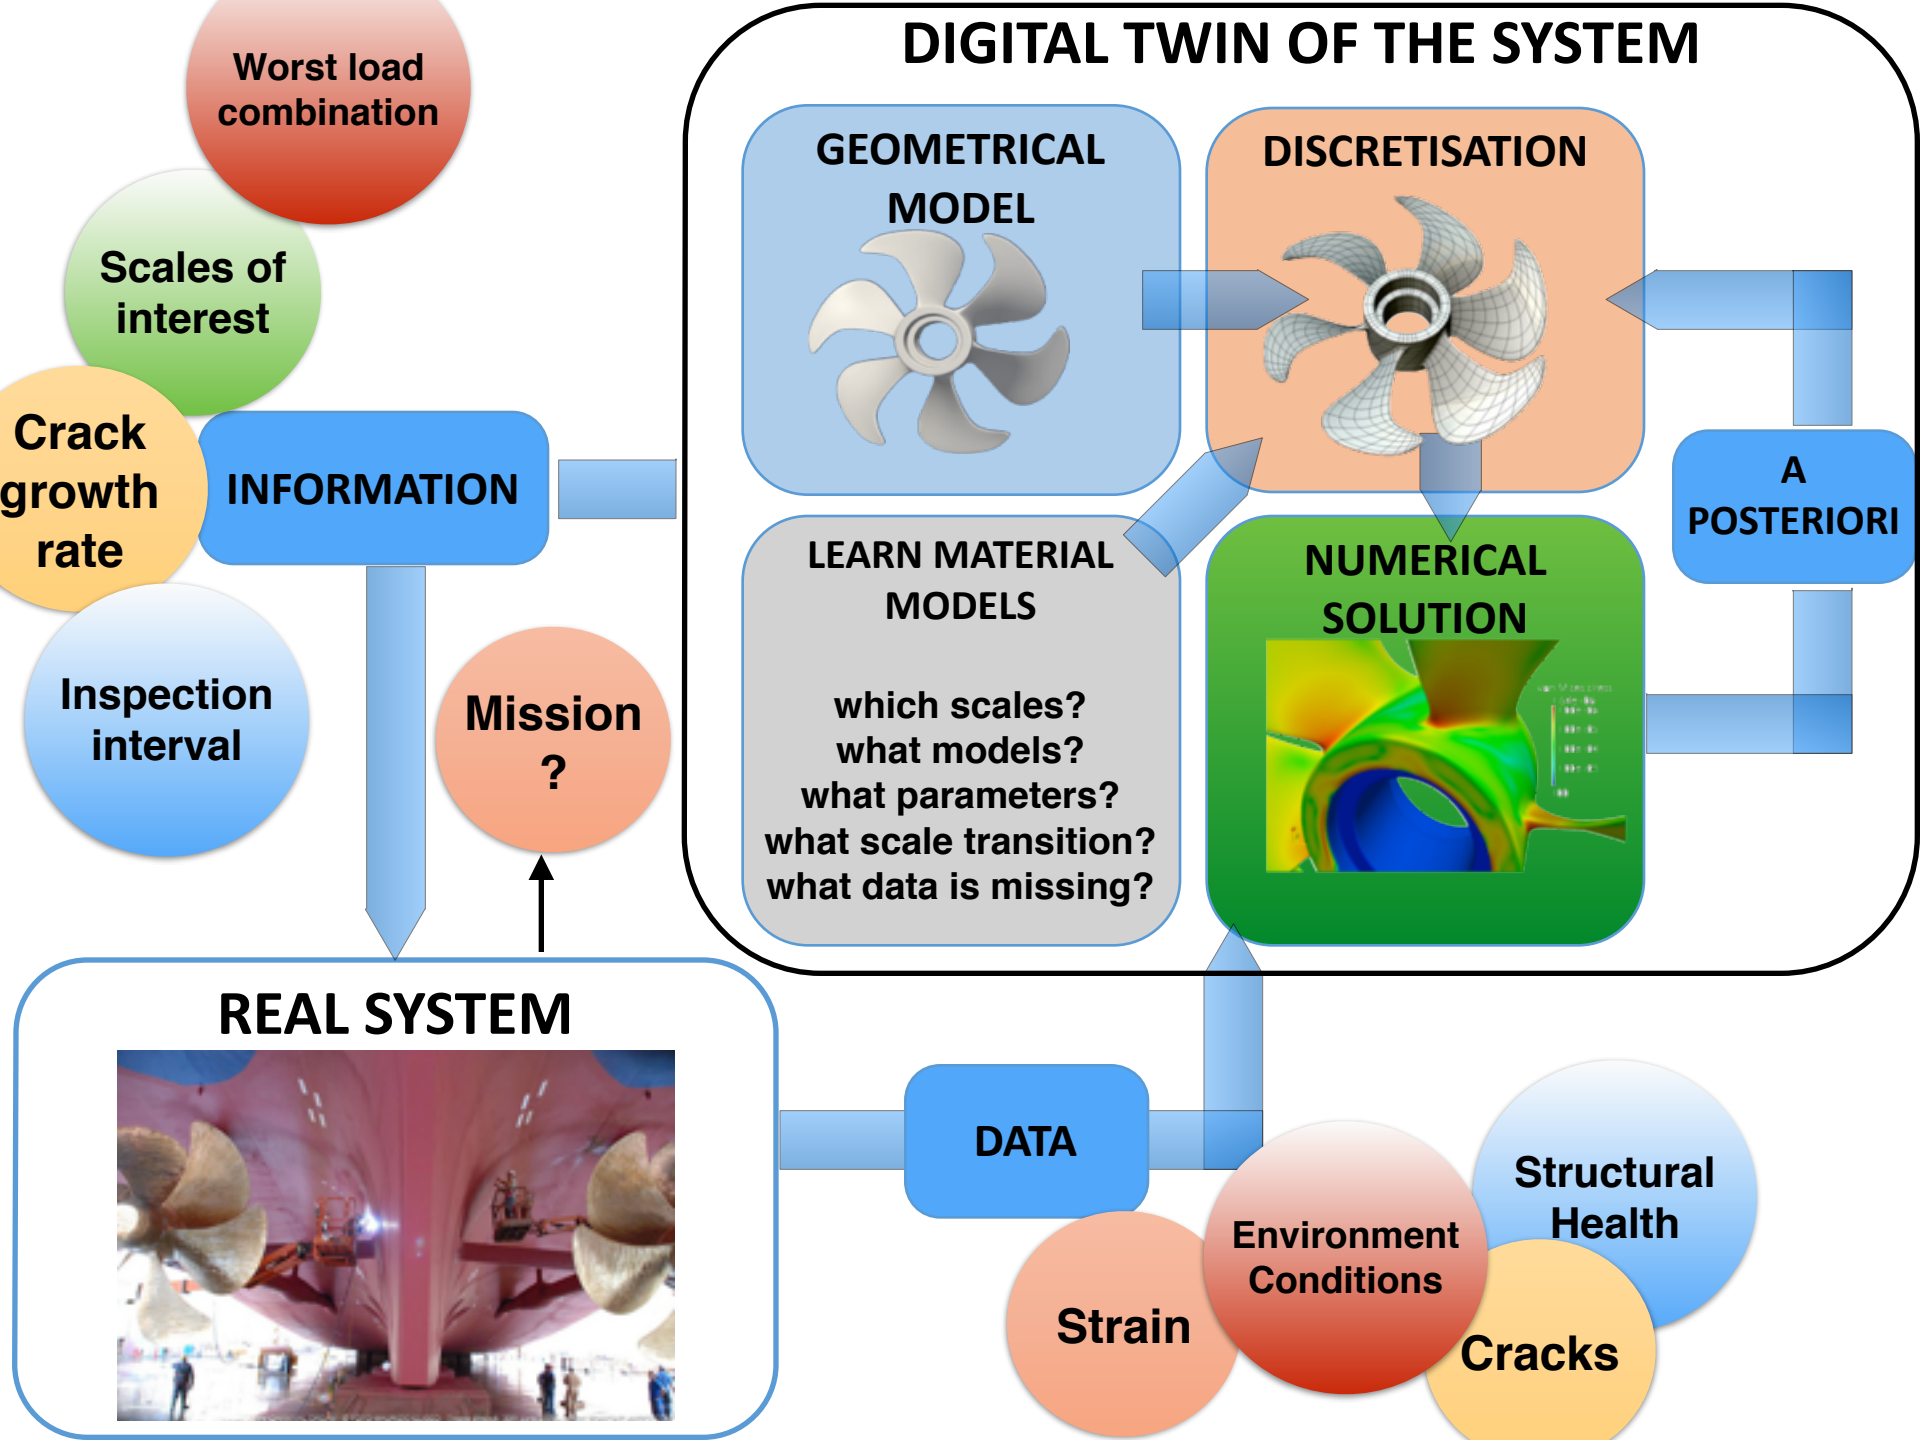 DIGITAL TWIN OF THE SYSTEM
Worst load
combination
Scales of
interest
Crack
growth
rate
INFORMATION
Inspection
interval
Mission
?
GEOMETRICAL
MODEL
DISCRETISATION
A
POSTERIORI
LEARN MATERIAL
MODELS
which scales?
what models?
what parameters?
what scale transition?
what data is missing?
NUMERICAL
SOLUTION
REAL SYSTEM
DATA
Strain
Environment
Conditions
Structural
Health
Cracks